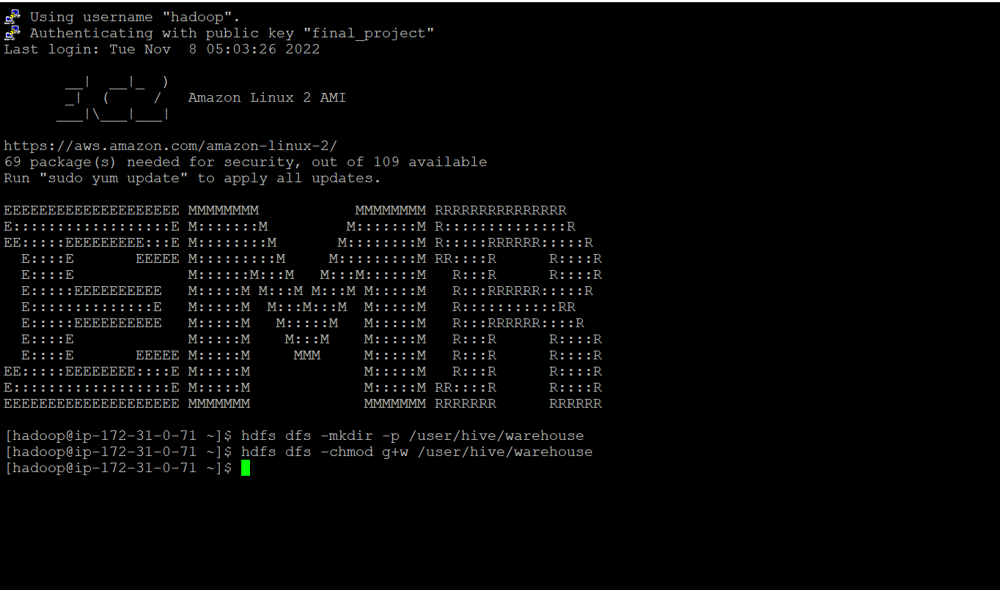 Using username "hadoop".
Authenticating with public key "final_project"
Last login: Tue Nov  8 05:03:26 2022

       __|  __|_  )
       _|  (     /   Amazon Linux 2 AMI
      ___|\___|___|

https://aws.amazon.com/amazon-linux-2/
69 package(s) needed for security, out of 109 available
Run "sudo yum update" to apply all updates.

EEEEEEEEEEEEEEEEEEEE MMMMMMMM           MMMMMMMM RRRRRRRRRRRRRRR
E::::::::::::::::::E M:::::::M         M:::::::M R::::::::::::::R
EE:::::EEEEEEEEE:::E M::::::::M       M::::::::M R:::::RRRRRR:::::R
  E::::E       EEEEE M:::::::::M     M:::::::::M RR::::R      R::::R
  E::::E             M::::::M:::M   M:::M::::::M   R:::R      R::::R
  E:::::EEEEEEEEEE   M:::::M M:::M M:::M M:::::M   R:::RRRRRR:::::R
  E::::::::::::::E   M:::::M  M:::M:::M  M:::::M   R:::::::::::RR
  E:::::EEEEEEEEEE   M:::::M   M:::::M   M:::::M   R:::RRRRRR::::R
  E::::E             M:::::M    M:::M    M:::::M   R:::R      R::::R
  E::::E       EEEEE M:::::M     MMM     M:::::M   R:::R      R::::R
EE:::::EEEEEEEE::::E M:::::M             M:::::M   R:::R      R::::R
E::::::::::::::::::E M:::::M             M:::::M RR::::R      R::::R
EEEEEEEEEEEEEEEEEEEE MMMMMMM             MMMMMMM RRRRRRR      RRRRRR

[hadoop@ip-172-31-0-71 ~]$ hdfs dfs -mkdir -p /user/hive/warehouse
[hadoop@ip-172-31-0-71 ~]$ hdfs dfs -chmod g+w /user/hive/warehouse
[hadoop@ip-172-31-0-71 ~]$